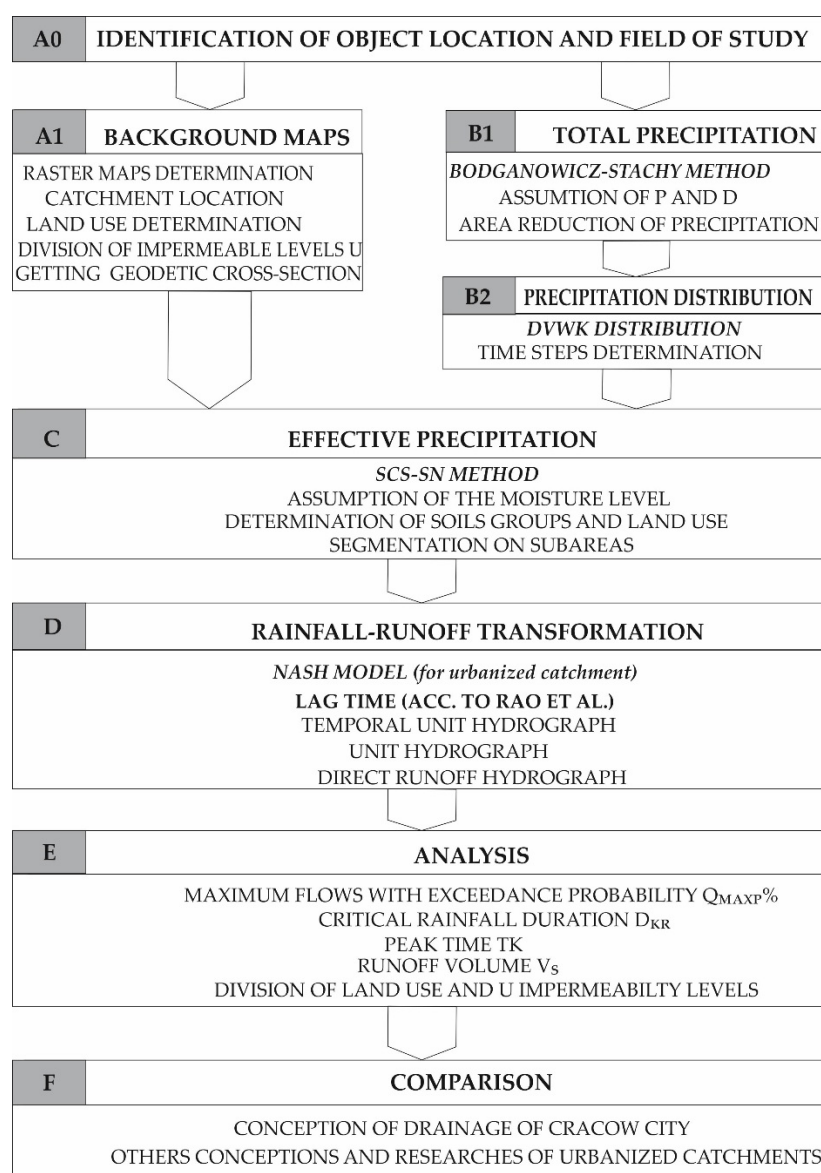 A0 IDENTIFICATION OF OBJECT LOCATION AND FIELD OF STUDY
A1 BACKGROUND MAPS
RASTER MAPS DETERMINATION
CATCHMENT LOCATION
LAND USE DETERMINATION
DIVISION OF IMPERMEABLE LEVELS U
GETTING GEODETIC CROSS-SECTION
B1 TOTAL PRECIPITATION
BODGANOWICZ-STACHY METHOD
ASSUMTION OF P AND D
AREA REDUCTION OF PRECIPITATION
B2 PRECIPITATION DISTRIBUTION
DVWK DISTRIBUTION
TIME STEPS DETERMINATION
C EFFECTIVE PRECIPITATION
SCS-SN METHOD
ASSUMPTION OF THE MOISTURE LEVEL
DETERMINATION OF SOILS GROUPS AND LAND USE
SEGMENTATION ON SUBAREAS
D RAINFALL-RUNOFF TRANSFORMATION
NASH MODEL (for urbanized catchment)
LAG TIME (ACC. TO RAO ET AL.)
TEMPORAL UNIT HYDROGRAPH
UNIT HYDROGRAPH
DIRECT RUNOFF HYDROGRAPH
E ANALYSIS
MAXIMUM FLOWS WITH EXCEEDANCE PROBABILITY QMAXP%
CRITICAL RAINFALL DURATION DKR
PEAK TIME TK
RUNOFF VOLUME VS
DIVISION OF LAND USE AND U IMPERMEABILTY LEVELS
F COMPARISON
CONCEPTION OF DRAINAGE OF CRACOW CITY
OTHERS CONCEPTIONS AND RESEARCHES OF URBANIZED CATCHMENTS